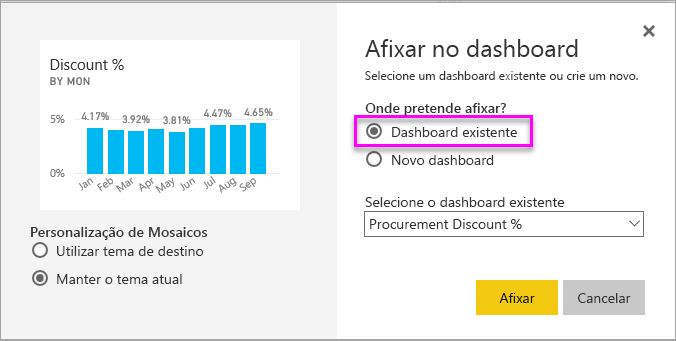 Discount %
BY MON
4.17% 3.92% 3.81% 4.47% 4.65%
5%
0%
Jan Feb Mar Apr May Jun Jul Aug Sep
Personalização de Mosaicos
Utilizar tema de destino
Manter o tema atual
Afixar no dashboard
Selecione um dashboard existente ou crie um novo.
Onde pretende afixar?
Dashboard existente
Novo dashboard
Selecione o dashboard existente
Procurement Discount %
Afixar
Cancelar